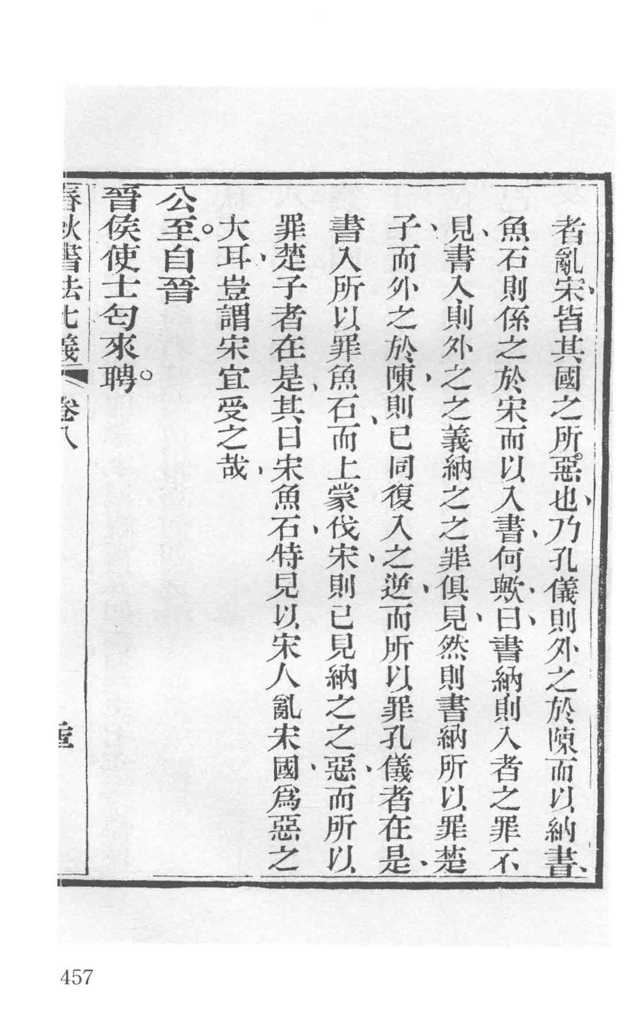 者亂宋、皆其國之所惡也、乃孔儀則外之於陳而以納書、
魚石則係之於宋而以入書、何歟、曰、書納則入者之罪不
見、書入則外之之義納之之罪俱見、然則書納所以罪楚
子、而外之於陳、則已同復入之逆、而所以罪孔儀者在是、
書入所以罪魚石、而上蒙伐宋、則已見納之之惡、而所以
罪楚子者在是、其曰宋魚石、特見以宋人亂宋國、爲惡之
大耳、豈謂宋宜受之哉、
公至自晉
晉侯使士匄來聘。
春秋書法比義 卷八
457